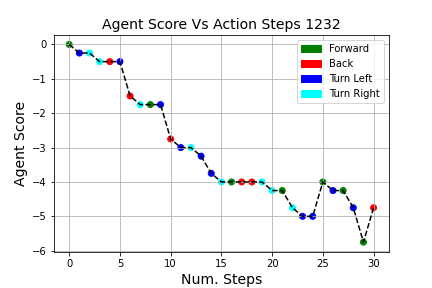 Agent Score Vs Action Steps 1232
Forward
Back
Turn Left
Turn Right
Agent Score
0
−1
−2
−3
−4
−5
−6
0 5 10 15 20 25 30
Num. Steps